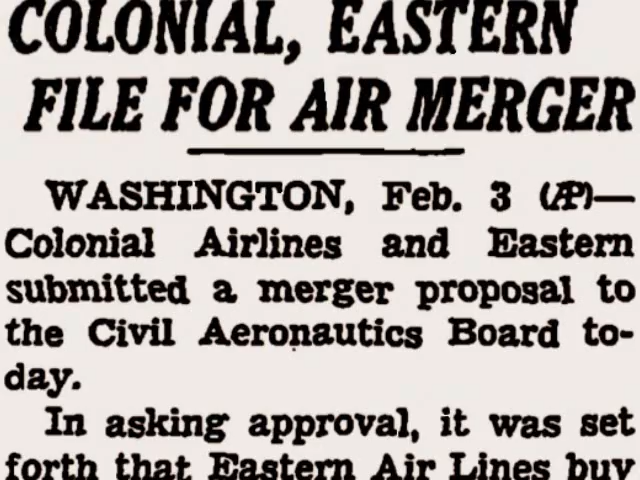 COLONIAL, EASTERN
FILE FOR AIR MERGER
WASHINGTON, Feb. 3 (AP)—
Colonial Airlines and Eastern
submitted a merger proposal to
the Civil Aeronautics Board to-
day.
In asking approval, it was set
forth that Eastern Air Lines buy